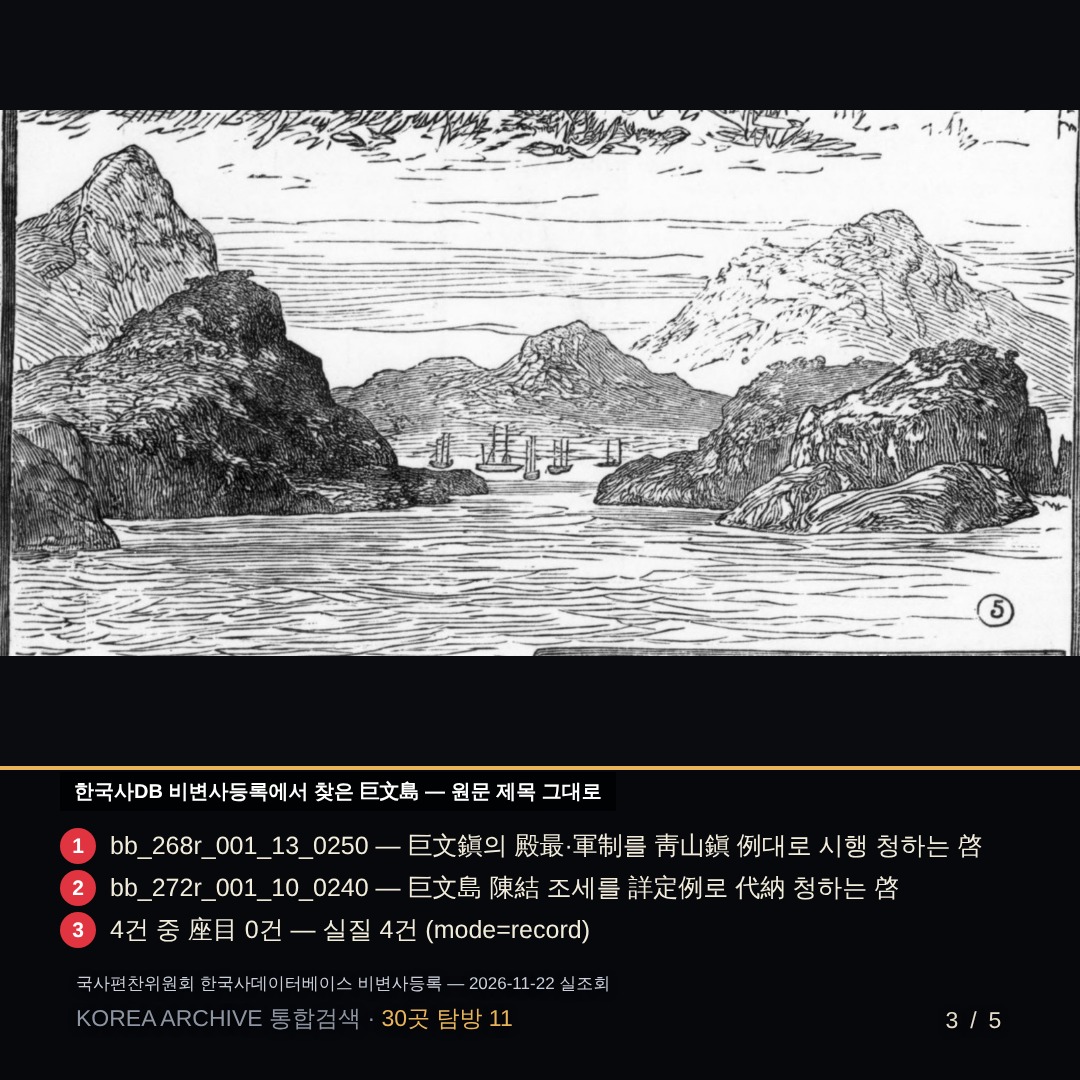 5
한국사DB 비변사등록에서 찾은 巨文島 — 원문 제목 그대로
1 bb_268r_001_13_0250 — 巨文鎭의 殿最·軍制를 靑山鎭 例대로 시행 청하는 啓
2 bb_272r_001_10_0240 — 巨文島 陳結 조세를 詳定例로 代納 청하는 啓
3 4건 중 座目 0건 — 실질 4건 (mode=record)
국사편찬위원회 한국사데이터베이스 비변사등록 — 2026-11-22 실조회
KOREA ARCHIVE 통합검색 · 30곳 탐방 11
3 / 5